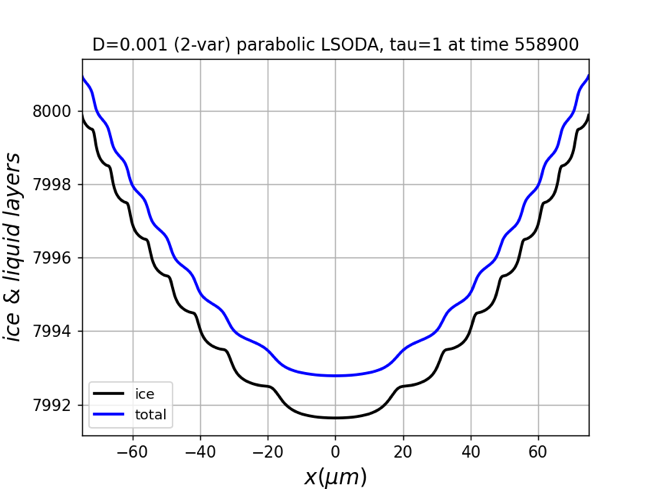 D=0.001 (2-var) parabolic LSODA, tau=1 at time 558900
ice & liquid layers
8000
7998
7996
7994
7992
ice
total
−60 −40 −20 0 20 40 60
x(μm)